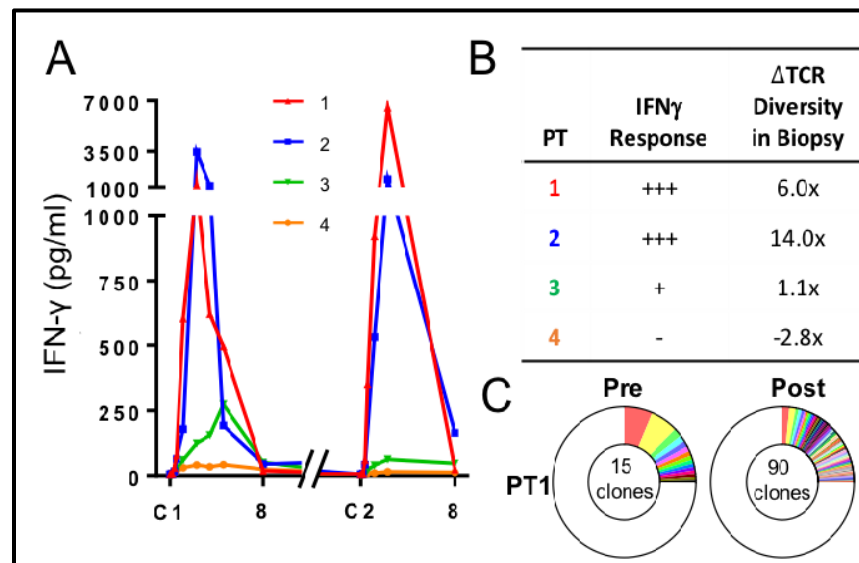 A
IFN-γ (pg/ml)
7000
3500
1000
1000
750
500
250
0
1
2
3
4
C 1
8
C 2
8
B
PT
IFNγ
Response
ΔTCR
Diversity
in Biopsy
1 +++ 6.0x
2 +++ 14.0x
3 + 1.1x
4 - -2.8x
C
Pre
Post
PT1
15
clones
90
clones